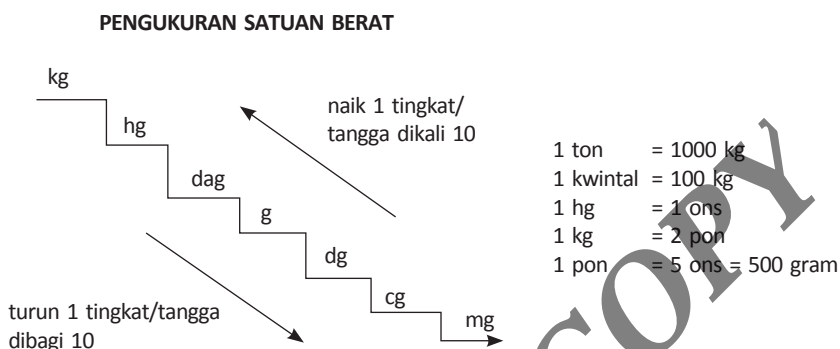 PENGUKURAN SATUAN BERAT
kg
hg
dag
g
dg
cg
mg
naik 1 tingkat/
tangga dikali 10
turun 1 tingkat/tangga
dibagi 10
1 ton = 1000 kg
1 kwintal = 100 kg
1 hg = 1 ons
1 kg = 2 pon
1 pon = 5 ons = 500 gram
COPY